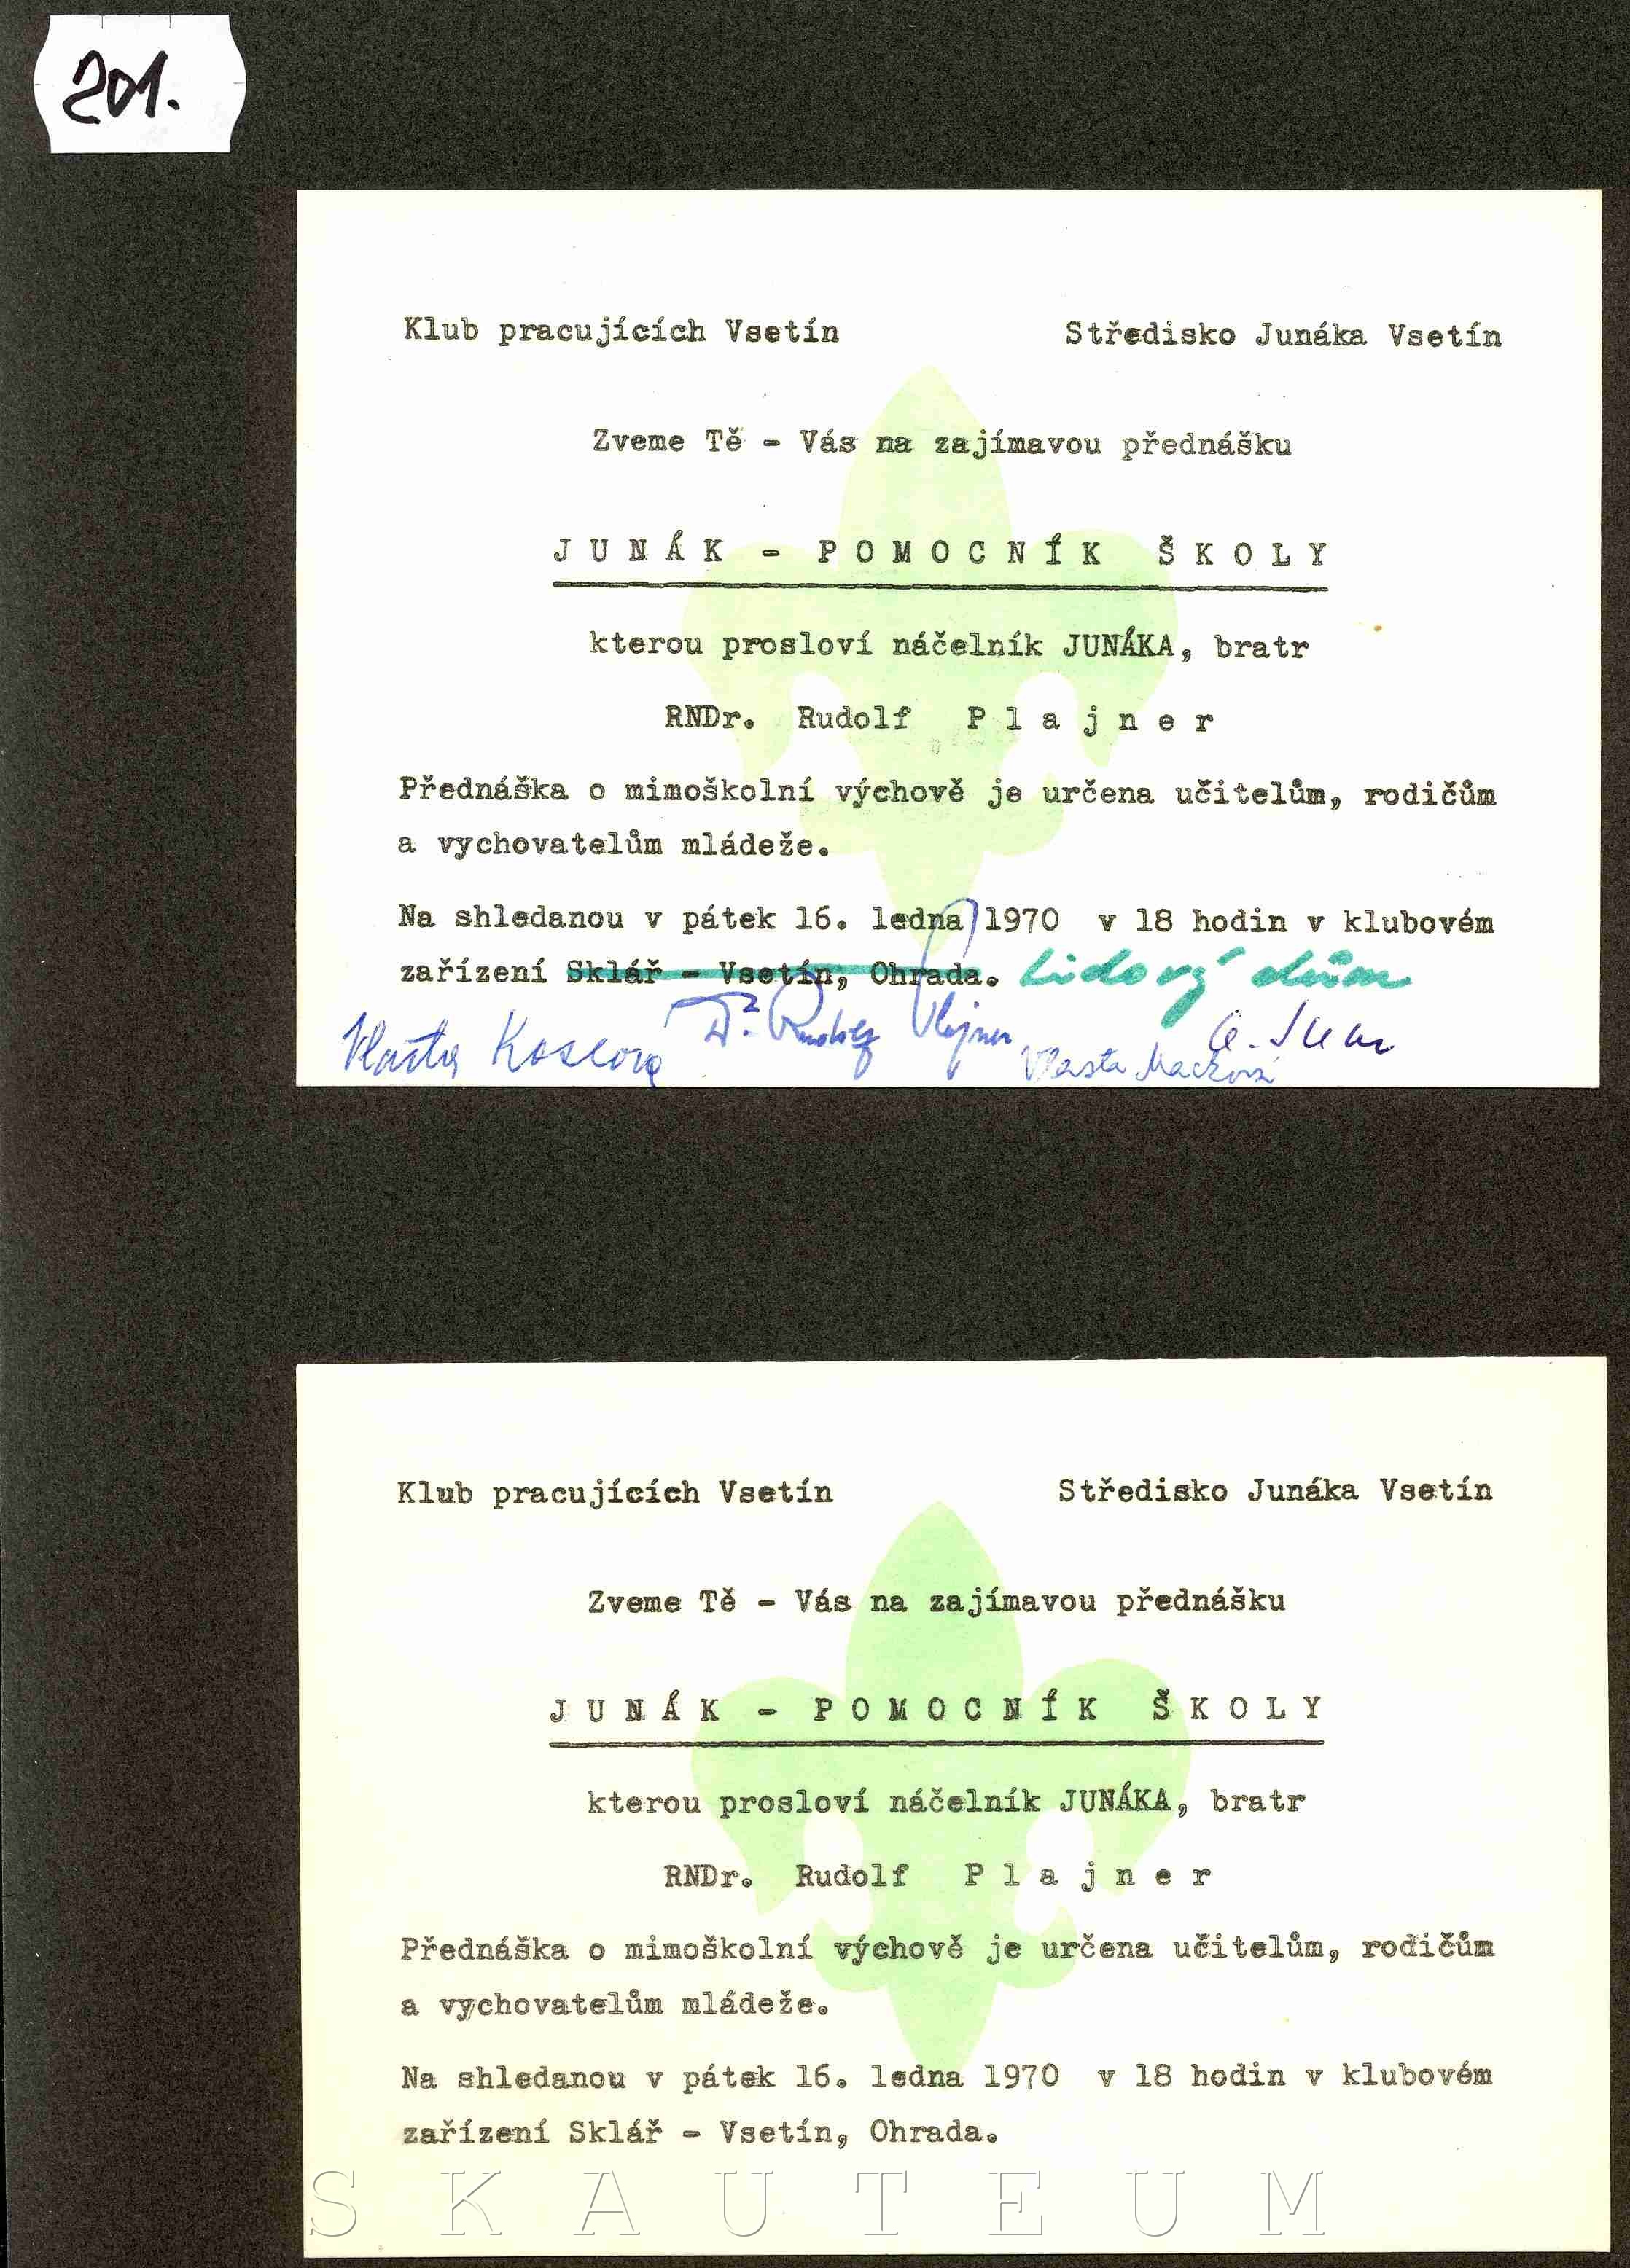 201.
Klub pracujících Vsetín Středisko Junáka Vsetín
Zveme Tě - Vás na zajímavou přednášku
JUNÁK - POMOCNÍK ŠKOLY
kterou prosloví náčelník JUNÁKA, bratr
RNDr. Rudolf Plajner
Přednáška o mimoškolní výchově je určena učitelům, rodičům
a vychovatelům mládeže.
Na shledanou v pátek 16. ledna 1970 v 18 hodin v klubovém
zařízení Sklář - Vsetín, Ohrada. Lidový dům
Vlasta Koseová Dr. Rudolf Plajner
Vlasta Macková
Klub pracujících Vsetín Středisko Junáka Vsetín
Zveme Tě - Vás na zajímavou přednášku
JUNÁK - POMOCNÍK ŠKOLY
kterou prosloví náčelník JUNÁKA, bratr
RNDr. Rudolf Plajner
Přednáška o mimoškolní výchově je určena učitelům, rodičům
a vychovatelům mládeže.
Na shledanou v pátek 16. ledna 1970 v 18 hodin v klubovém
zařízení Sklář - Vsetín, Ohrada.
SKAUTEUM